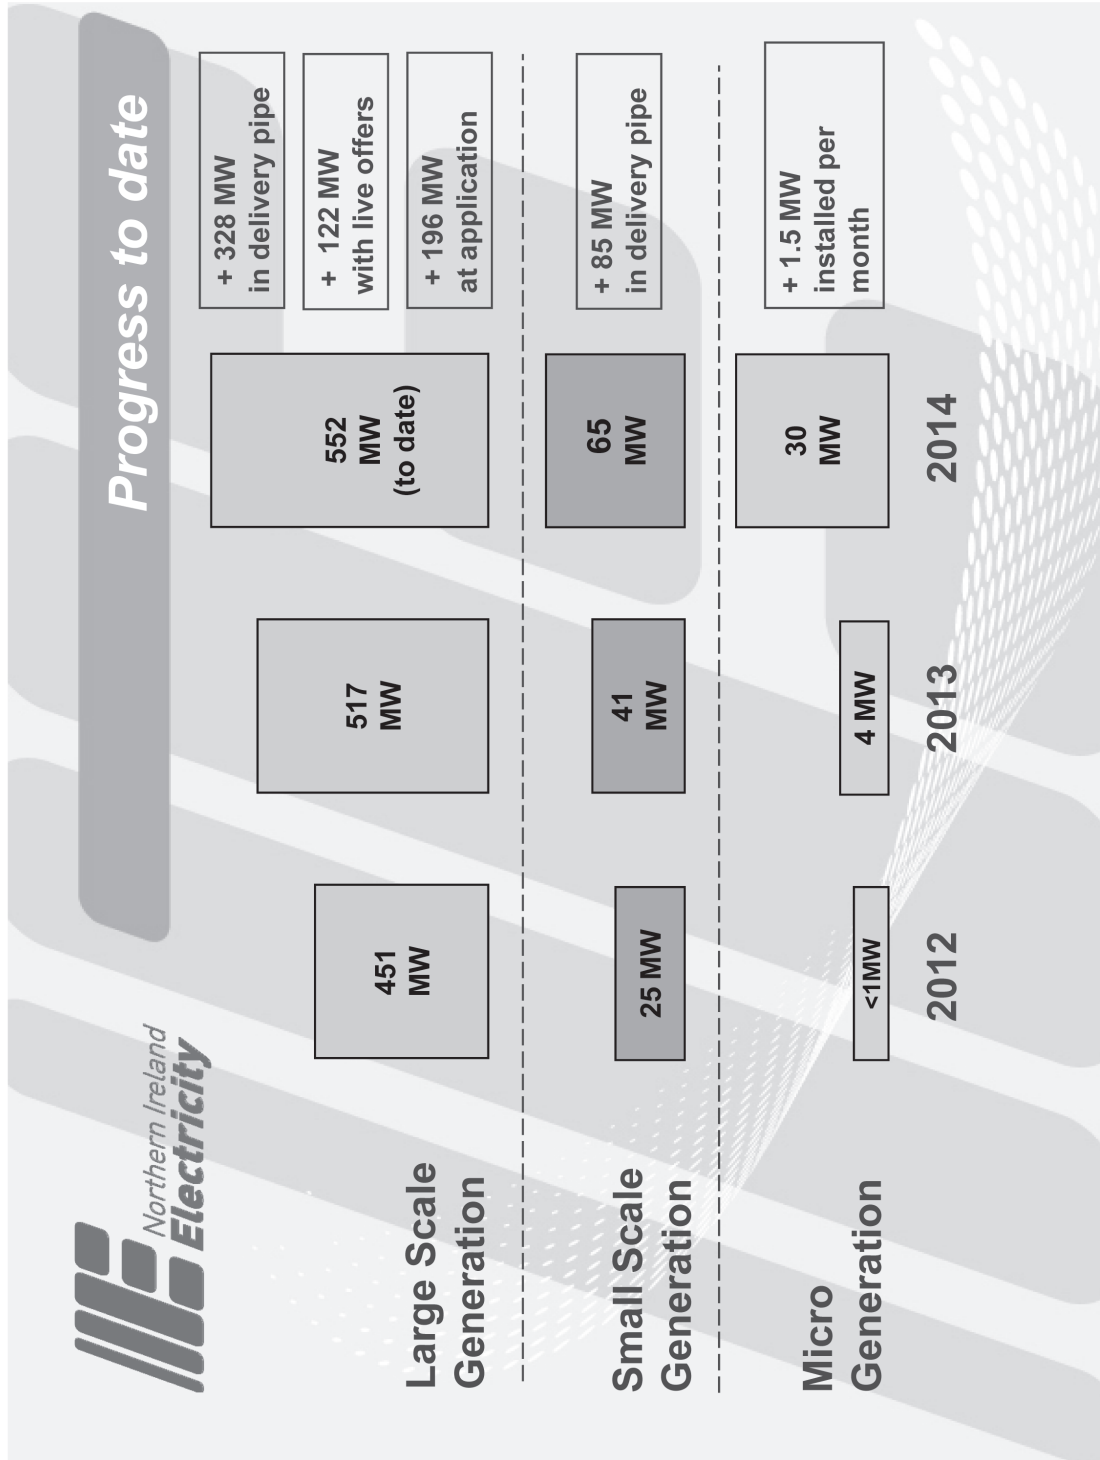 Northern Ireland
Electricity
Progress to date
Large Scale
Generation
451
MW
517
MW
552
MW
(to date)
+ 328 MW
in delivery pipe
+ 122 MW
with live offers
+ 196 MW
at application
Small Scale
Generation
25 MW
41
MW
65
MW
+ 85 MW
in delivery pipe
Micro
Generation
<1MW
4 MW
30
MW
+ 1.5 MW
installed per
month
2012
2013
2014